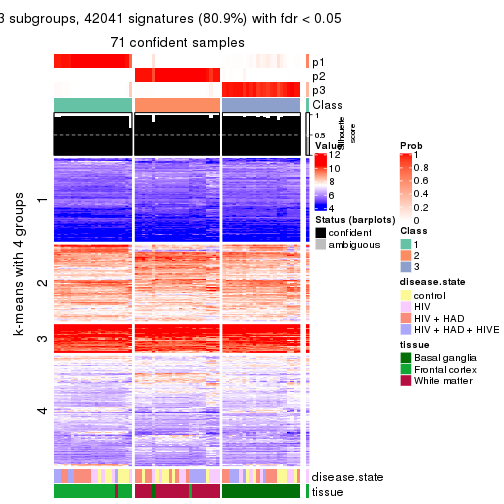 3 subgroups, 42041 signatures (80.9%) with fdr < 0.05
71 confident samples
p1
p2
p3
Class
1
0.5
Silhouette
score
k-means with 4 groups
1
2
3
4
disease.state
tissue
Value
12
10
8
6
4
Status (barplots)
confident
ambiguous
Prob
1
0.8
0.6
0.4
0.2
0
Class
1
2
3
disease.state
control
HIV
HIV + HAD
HIV + HAD + HIVE
tissue
Basal ganglia
Frontal cortex
White matter